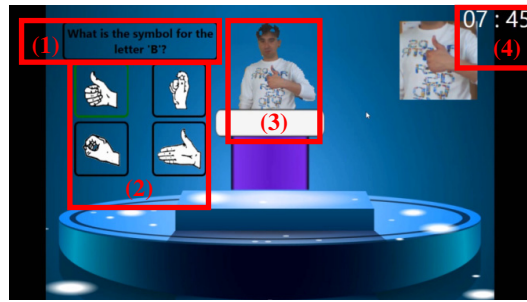 (1)
What is the symbol for the
letter 'B'?
07 : 45
(4)
(3)
(2)